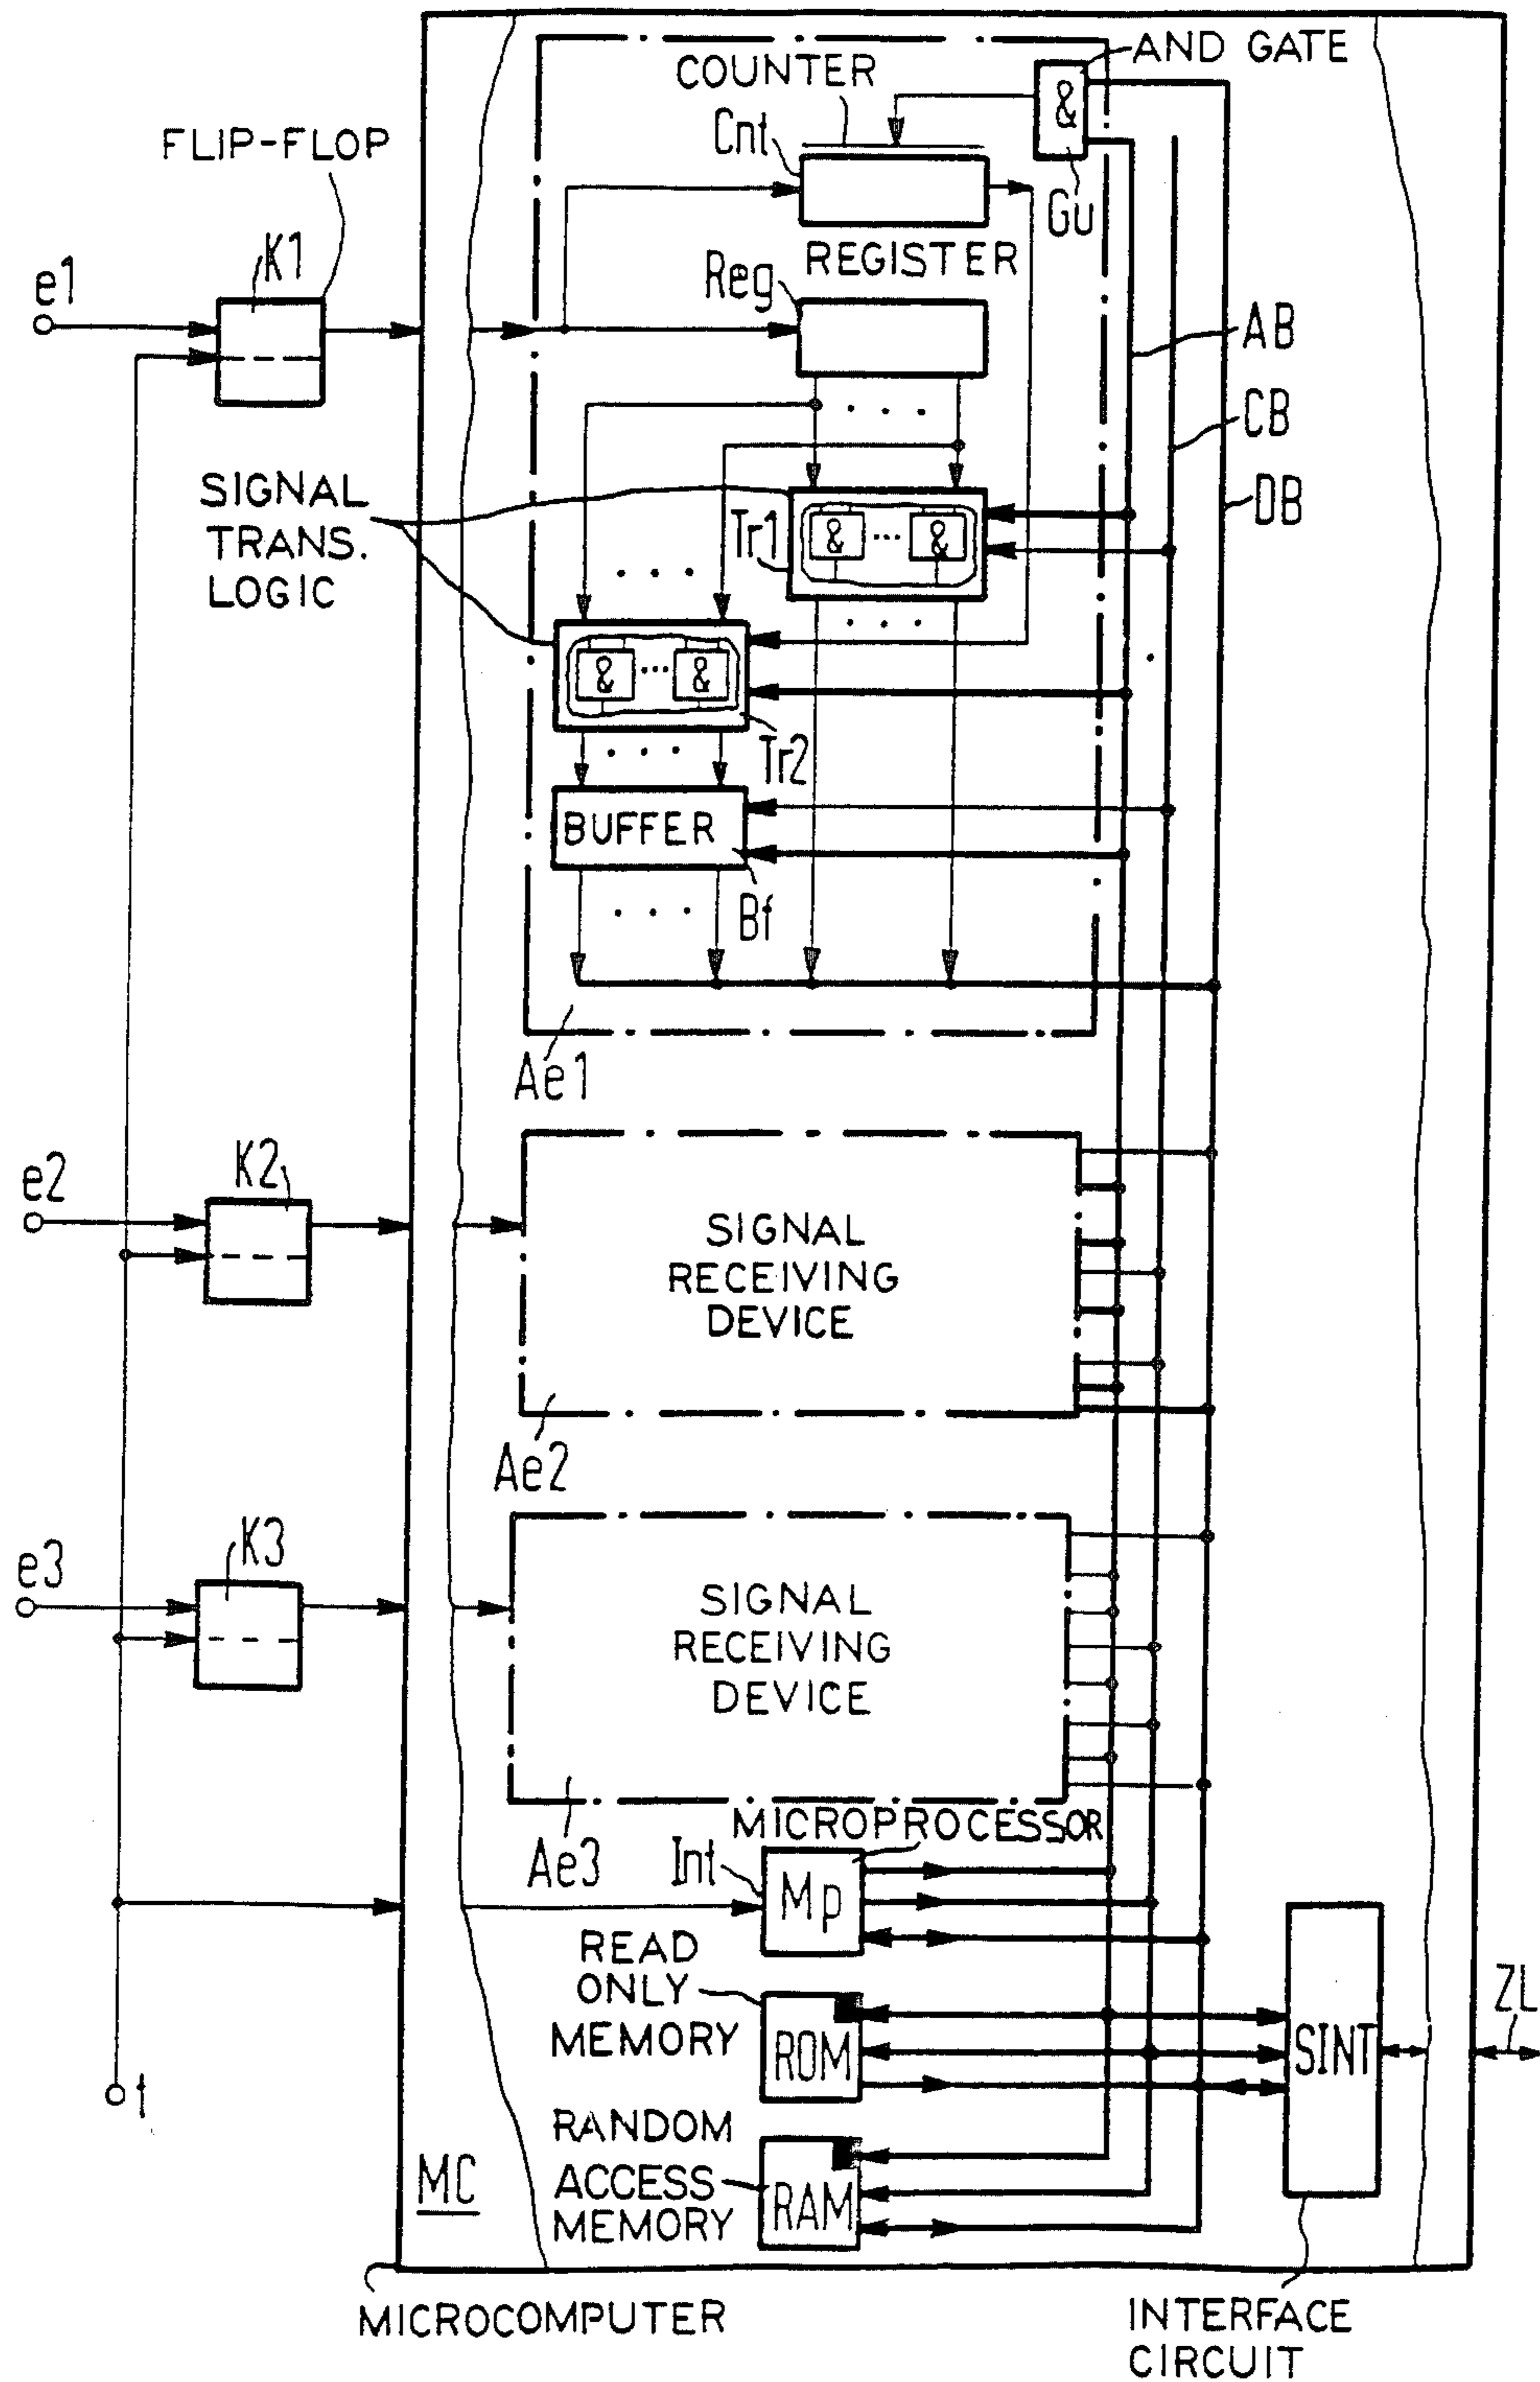 AND GATE
COUNTER
&
Cnt
FLIP-FLOP
Gu
K1
REGISTER
e1
Reg
AB
CB
SIGNAL
TRANS.
LOGIC
DB
Tr1
& ... &
& ... &
Tr2
BUFFER
Bf
Ae1
K2
e2
SIGNAL
RECEIVING
DEVICE
Ae2
K3
e3
SIGNAL
RECEIVING
DEVICE
MICROPROCESSOR
Ae3
Int
Mp
READ
ONLY
MEMORY
ROM
SINT
ZL
t
RANDOM
ACCESS
MEMORY
RAM
MC
MICROCOMPUTER
INTERFACE
CIRCUIT